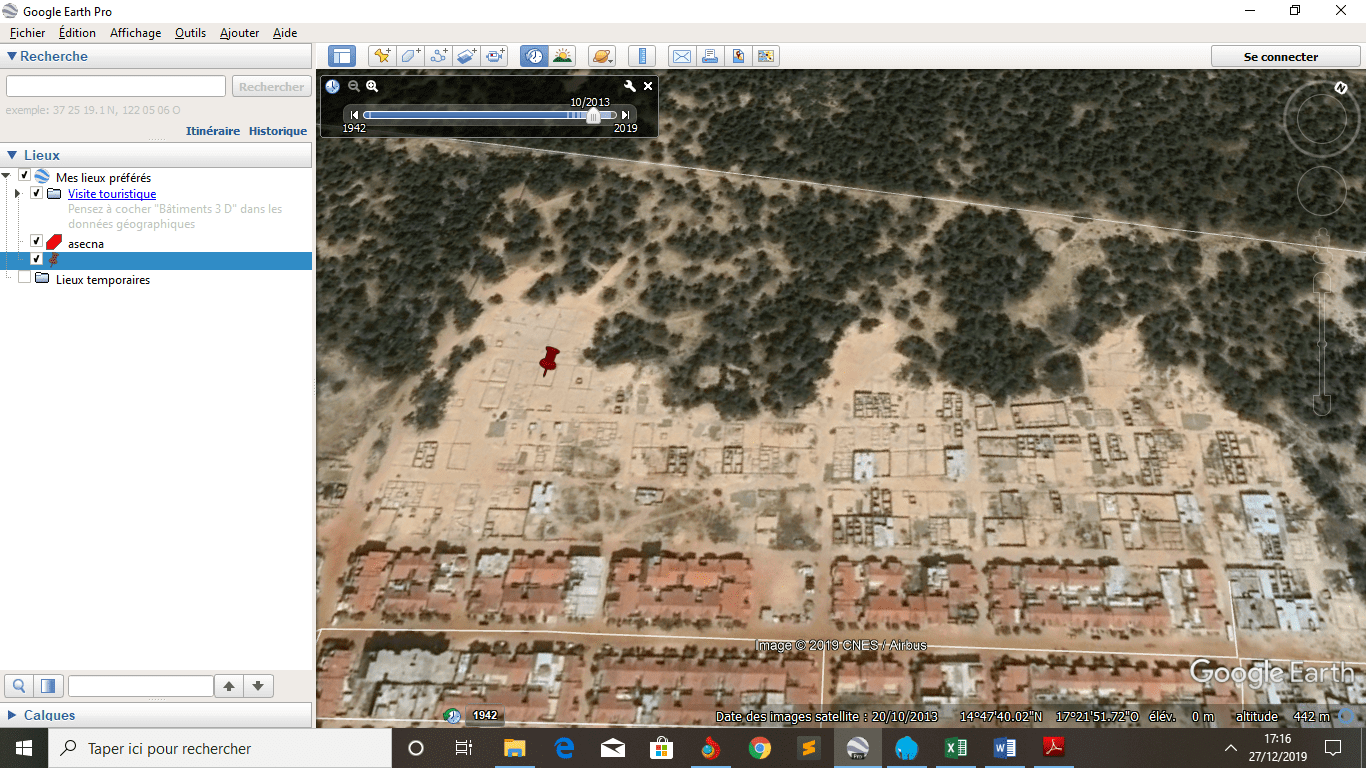 Google Earth Pro
Fichier Édition Affichage Outils Ajouter Aide
Recherche
Se connecter
Rechercher
exemple: 37 25 19.1 N, 122 05 06 O
Itinéraire Historique
10/2013
1942
2019
Lieux
Mes lieux préférés
Visite touristique
Pensez à cocher "Bâtiments 3 D" dans les
données géographiques
asecna
Lieux temporaires
N
Image © 2019 CNES / Airbus
Google Earth
Calques
1942
Date des images satellite : 20/10/2013 14°47'40.02"N 17°21'51.72"O élév. 0 m altitude 442 m
Taper ici pour rechercher
17:16
27/12/2019